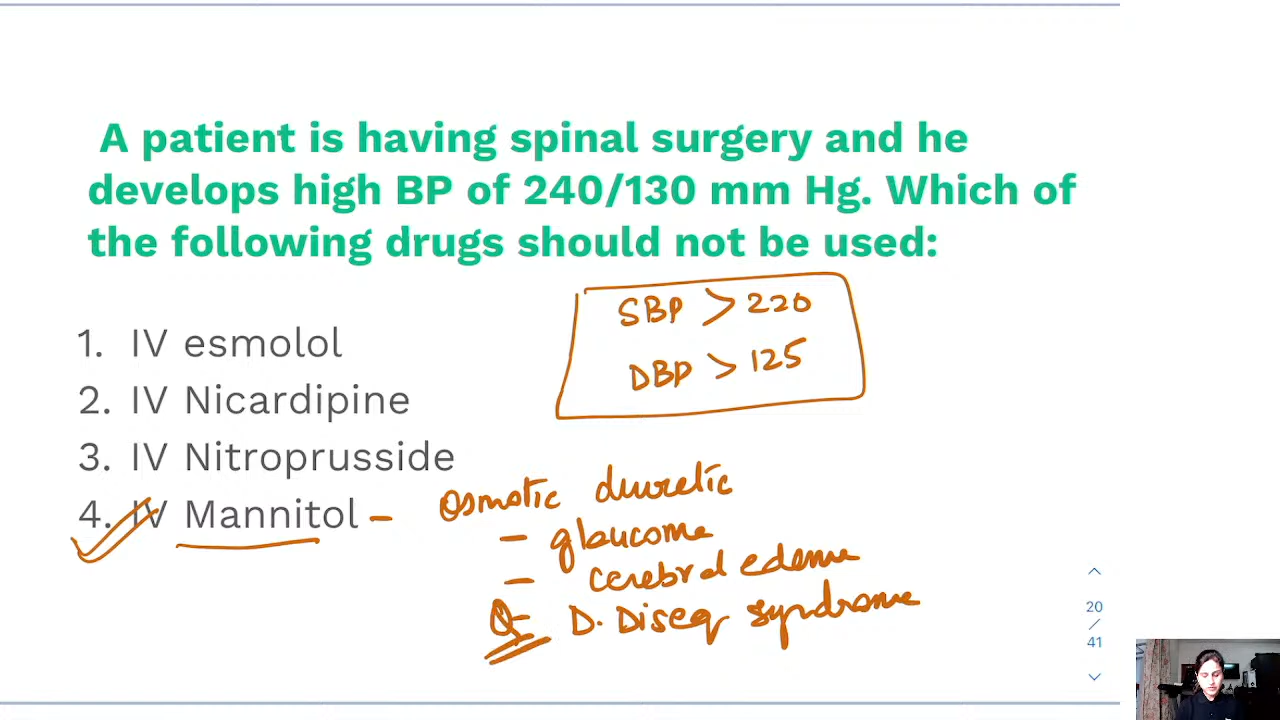 A patient is having spinal surgery and he
develops high BP of 240/130 mm Hg. Which of
the following drugs should not be used:
SBP > 220
DBP > 125
1. IV esmolol
2. IV Nicardipine
3. IV Nitroprusside
4. IV Mannitol - Osmotic diuretic
- glaucoma
- cerebral edema
Q D. Diseq syndrome
20
/
41